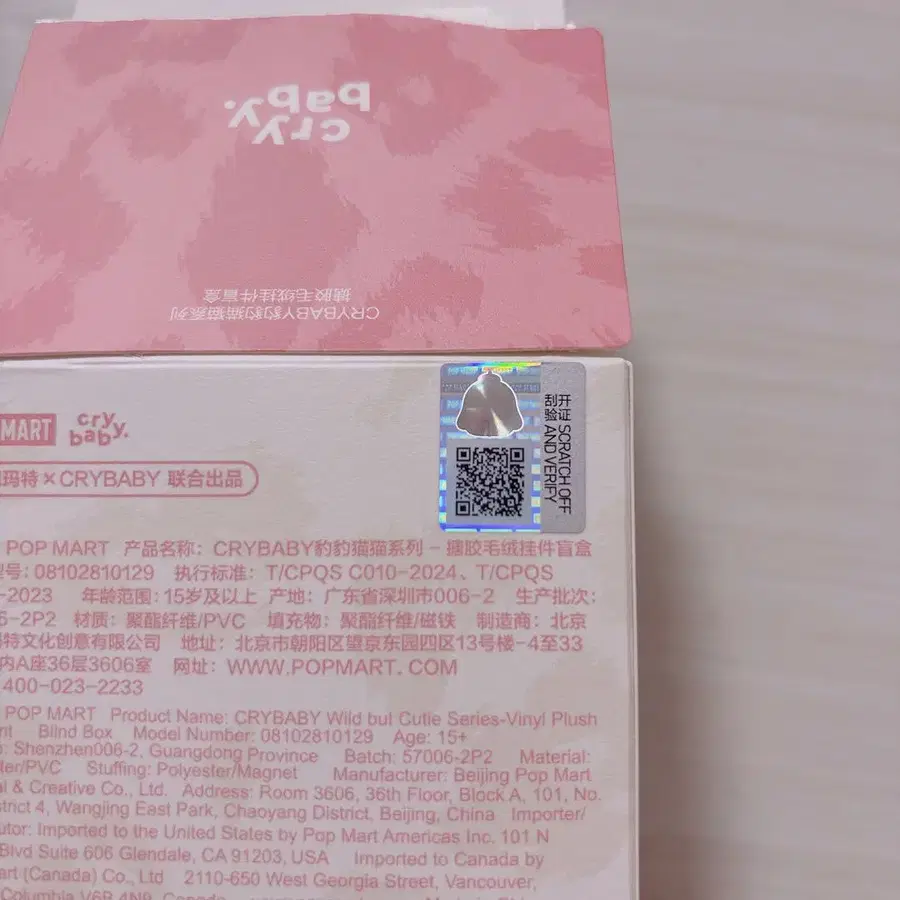 cry
baby.
CRYBABY豹豹猫猫系列
搪胶毛绒挂件盲盒
MART cry
baby.
玛特×CRYBABY 联合出品
刮开
验证 SCRATCH OFF
AND VERIFY
POP MART 产品名称：CRYBABY豹豹猫猫系列－搪胶毛绒挂件盲盒
号：08102810129 执行标准：T/CPQS C010-2024、T/CPQS
-2023 年龄范围：15岁及以上 产地：广东省深圳市006-2 生产批次：
6-2P2 材质：聚酯纤维/PVC 填充物：聚酯纤维/磁铁 制造商：北京
特文化创意有限公司 地址：北京市朝阳区望京东园四区13号楼-4至33
内A座36层3606室 网址：WWW.POPMART.COM
400-023-2233
POP MART Product Name: CRYBABY Wild but Cutie Series-Vinyl Plush
nt Blind Box Model Number: 08102810129 Age: 15+
: Shenzhen006-2, Guangdong Province Batch: 57006-2P2 Material:
ter/PVC Stuffing: Polyester/Magnet Manufacturer: Beijing Pop Mart
al & Creative Co., Ltd. Address: Room 3606, 36th Floor, Block A, 101, No.
strict 4, Wangjing East Park, Chaoyang District, Beijing, China Importer/
utor: Imported to the United States by Pop Mart Americas Inc. 101 N
Blvd Suite 606 Glendale, CA 91203, USA Imported to Canada by
art (Canada) Co., Ltd 2110-650 West Georgia Street, Vancouver,
Columbia V6B 4N9, Canada